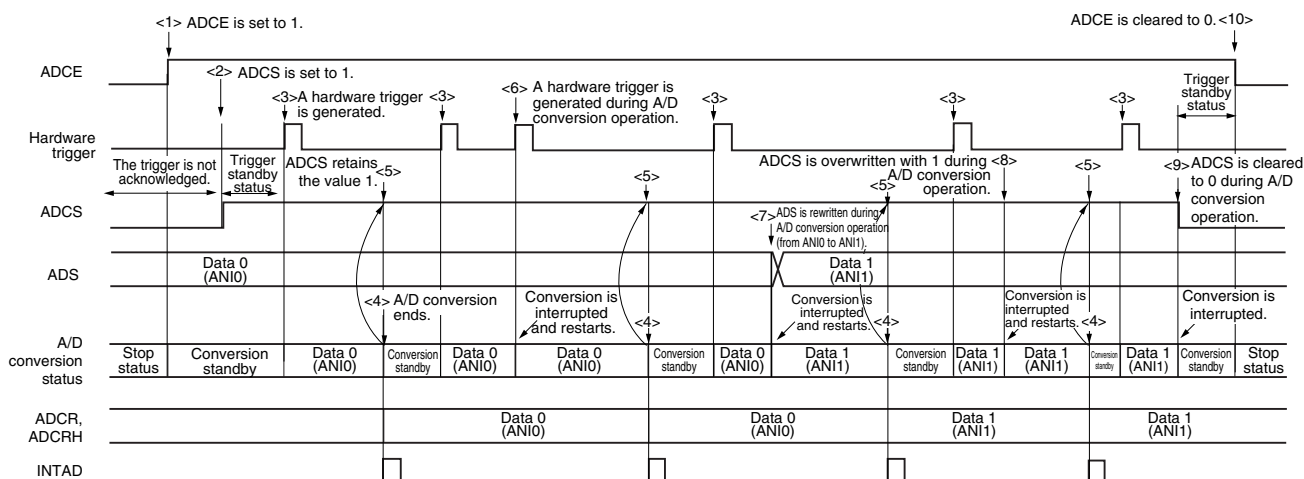 <1> ADCE is set to 1.
ADCE is cleared to 0.<10>
ADCE
<2> ADCS is set to 1.
<3>A hardware trigger
is generated.
<3>
<6> A hardware trigger is
generated during A/D
conversion operation.
<3>
<3>
<3>
Trigger
standby
status
Hardware
trigger
The trigger is not
acknowledged.
Trigger
standby
status
ADCS retains
the value 1.
<5>
<5>
ADCS is overwritten with 1 during <8>
A/D conversion
operation.
<5>
<5>
<9> ADCS is cleared
to 0 during A/D
conversion
operation.
ADCS
<7> ADS is rewritten during
A/D conversion operation
(from ANI0 to ANI1).
ADS
Data 0
(ANI0)
Data 1
(ANI1)
<4> A/D conversion
ends.
Conversion is
interrupted
and restarts.
<4>
Conversion is
interrupted
and restarts.
<4>
Conversion is
interrupted
and restarts.
<4>
Conversion is
interrupted.
A/D
conversion
status
Stop
status
Conversion
standby
Data 0
(ANI0)
Conversion
standby
Data 0
(ANI0)
Data 0
(ANI0)
Conversion
standby
Data 0
(ANI0)
Data 1
(ANI1)
Conversion
standby
Data 1
(ANI1)
Data 1
(ANI1)
Conversion
standby
Data 1
(ANI1)
Conversion
standby
Stop
status
ADCR,
ADCRH
Data 0
(ANI0)
Data 0
(ANI0)
Data 1
(ANI1)
Data 1
(ANI1)
INTAD